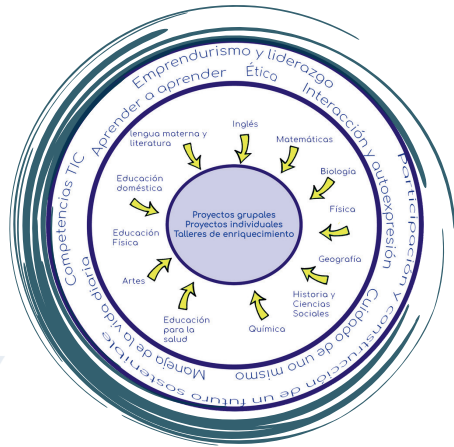 Emprendurismo y liderazgo
Aprender a aprender
Ética
Interacción y autoexpresión
Participación y construcción de un futuro sostenible
Cuidado de uno mismo
Manejo de la vida diaria
Competencias TIC
lengua materna y
literatura
Inglés
Matemáticas
Biología
Física
Geografía
Historia y
Ciencias
Sociales
Química
Educación
para la
salud
Artes
Educación
Física
Educación
doméstica
Proyectos grupales
Proyectos individuales
Talleres de enriquecimiento